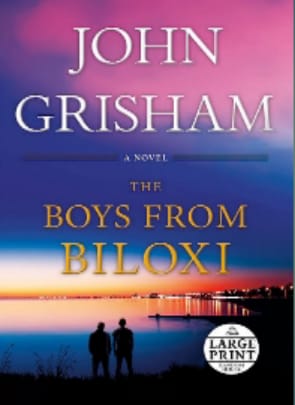 JOHN
GRISHAM
A NOVEL
THE
BOYS FROM
BILOXI
LARGE
PRINT